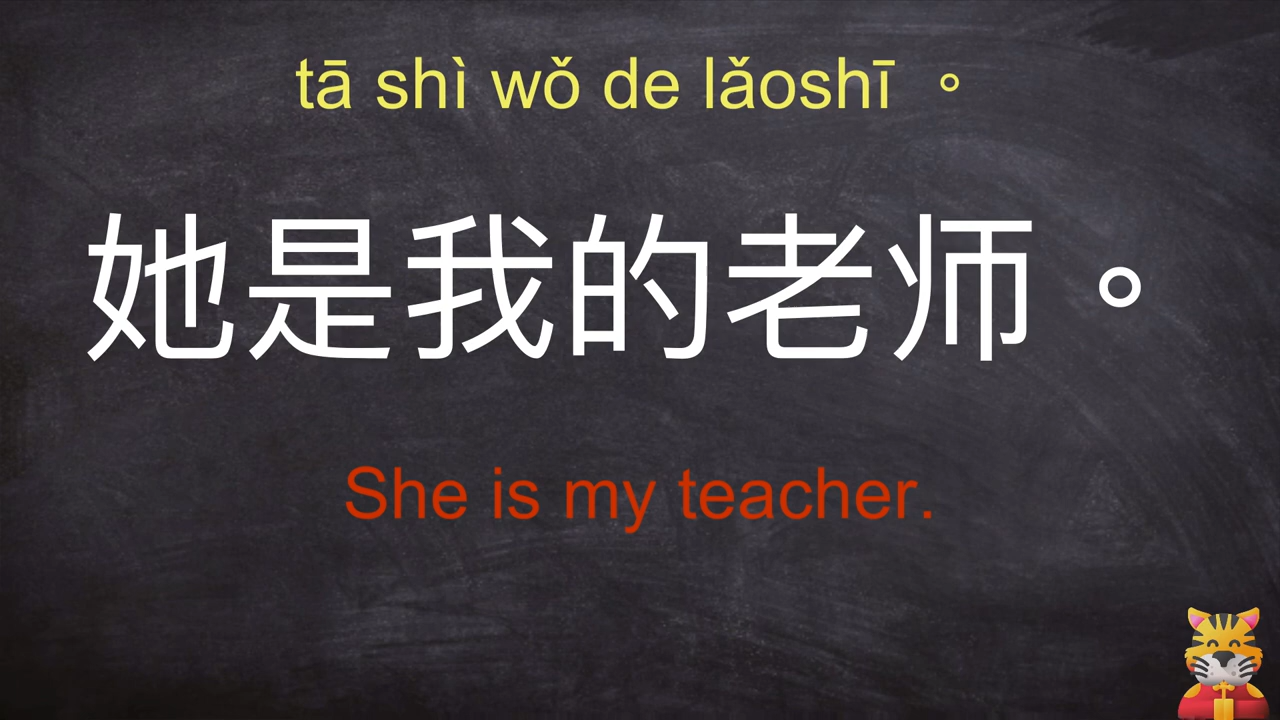 tā shì wǒ de lǎoshī 。
她是我的老师。
She is my teacher.